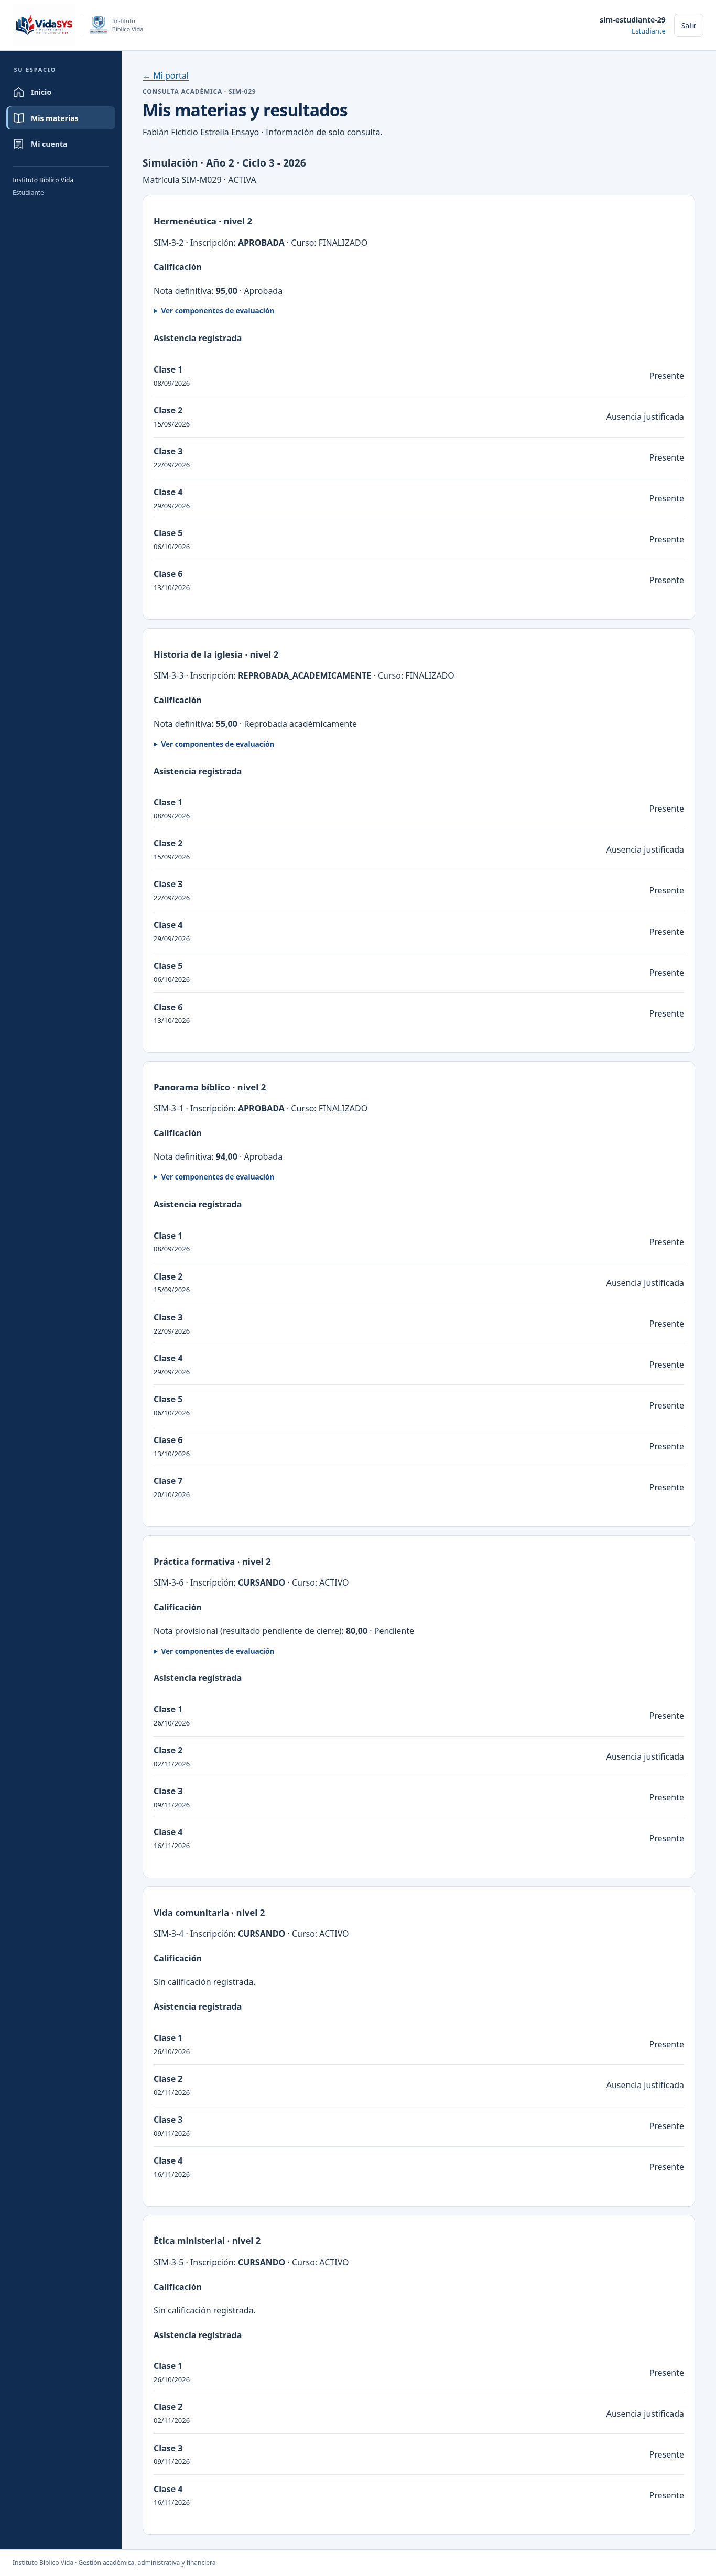 VidaSYS
Instituto
Bíblico Vida
sim-estudiante-29
Estudiante
Salir
SU ESPACIO
Inicio
Mis materias
Mi cuenta
Instituto Bíblico Vida
Estudiante
← Mi portal
CONSULTA ACADÉMICA · SIM-029
Mis materias y resultados
Fabián Ficticio Estrella Ensayo · Información de solo consulta.
Simulación · Año 2 · Ciclo 3 - 2026
Matrícula SIM-M029 · ACTIVA
Hermenéutica · nivel 2
SIM-3-2 · Inscripción: APROBADA · Curso: FINALIZADO
Calificación
Nota definitiva: 95,00 · Aprobada
▶ Ver componentes de evaluación
Asistencia registrada
Clase 1
08/09/2026
Presente
Clase 2
15/09/2026
Ausencia justificada
Clase 3
22/09/2026
Presente
Clase 4
29/09/2026
Presente
Clase 5
06/10/2026
Presente
Clase 6
13/10/2026
Presente
Historia de la iglesia · nivel 2
SIM-3-3 · Inscripción: REPROBADA_ACADEMICAMENTE · Curso: FINALIZADO
Calificación
Nota definitiva: 55,00 · Reprobada académicamente
▶ Ver componentes de evaluación
Asistencia registrada
Clase 1
08/09/2026
Presente
Clase 2
15/09/2026
Ausencia justificada
Clase 3
22/09/2026
Presente
Clase 4
29/09/2026
Presente
Clase 5
06/10/2026
Presente
Clase 6
13/10/2026
Presente
Panorama bíblico · nivel 2
SIM-3-1 · Inscripción: APROBADA · Curso: FINALIZADO
Calificación
Nota definitiva: 94,00 · Aprobada
▶ Ver componentes de evaluación
Asistencia registrada
Clase 1
08/09/2026
Presente
Clase 2
15/09/2026
Ausencia justificada
Clase 3
22/09/2026
Presente
Clase 4
29/09/2026
Presente
Clase 5
06/10/2026
Presente
Clase 6
13/10/2026
Presente
Clase 7
20/10/2026
Presente
Práctica formativa · nivel 2
SIM-3-6 · Inscripción: CURSANDO · Curso: ACTIVO
Calificación
Nota provisional (resultado pendiente de cierre): 80,00 · Pendiente
▶ Ver componentes de evaluación
Asistencia registrada
Clase 1
26/10/2026
Presente
Clase 2
02/11/2026
Ausencia justificada
Clase 3
09/11/2026
Presente
Clase 4
16/11/2026
Presente
Vida comunitaria · nivel 2
SIM-3-4 · Inscripción: CURSANDO · Curso: ACTIVO
Calificación
Sin calificación registrada.
Asistencia registrada
Clase 1
26/10/2026
Presente
Clase 2
02/11/2026
Ausencia justificada
Clase 3
09/11/2026
Presente
Clase 4
16/11/2026
Presente
Ética ministerial · nivel 2
SIM-3-5 · Inscripción: CURSANDO · Curso: ACTIVO
Calificación
Sin calificación registrada.
Asistencia registrada
Clase 1
26/10/2026
Presente
Clase 2
02/11/2026
Ausencia justificada
Clase 3
09/11/2026
Presente
Clase 4
16/11/2026
Presente
Instituto Bíblico Vida · Gestión académica, administrativa y financiera